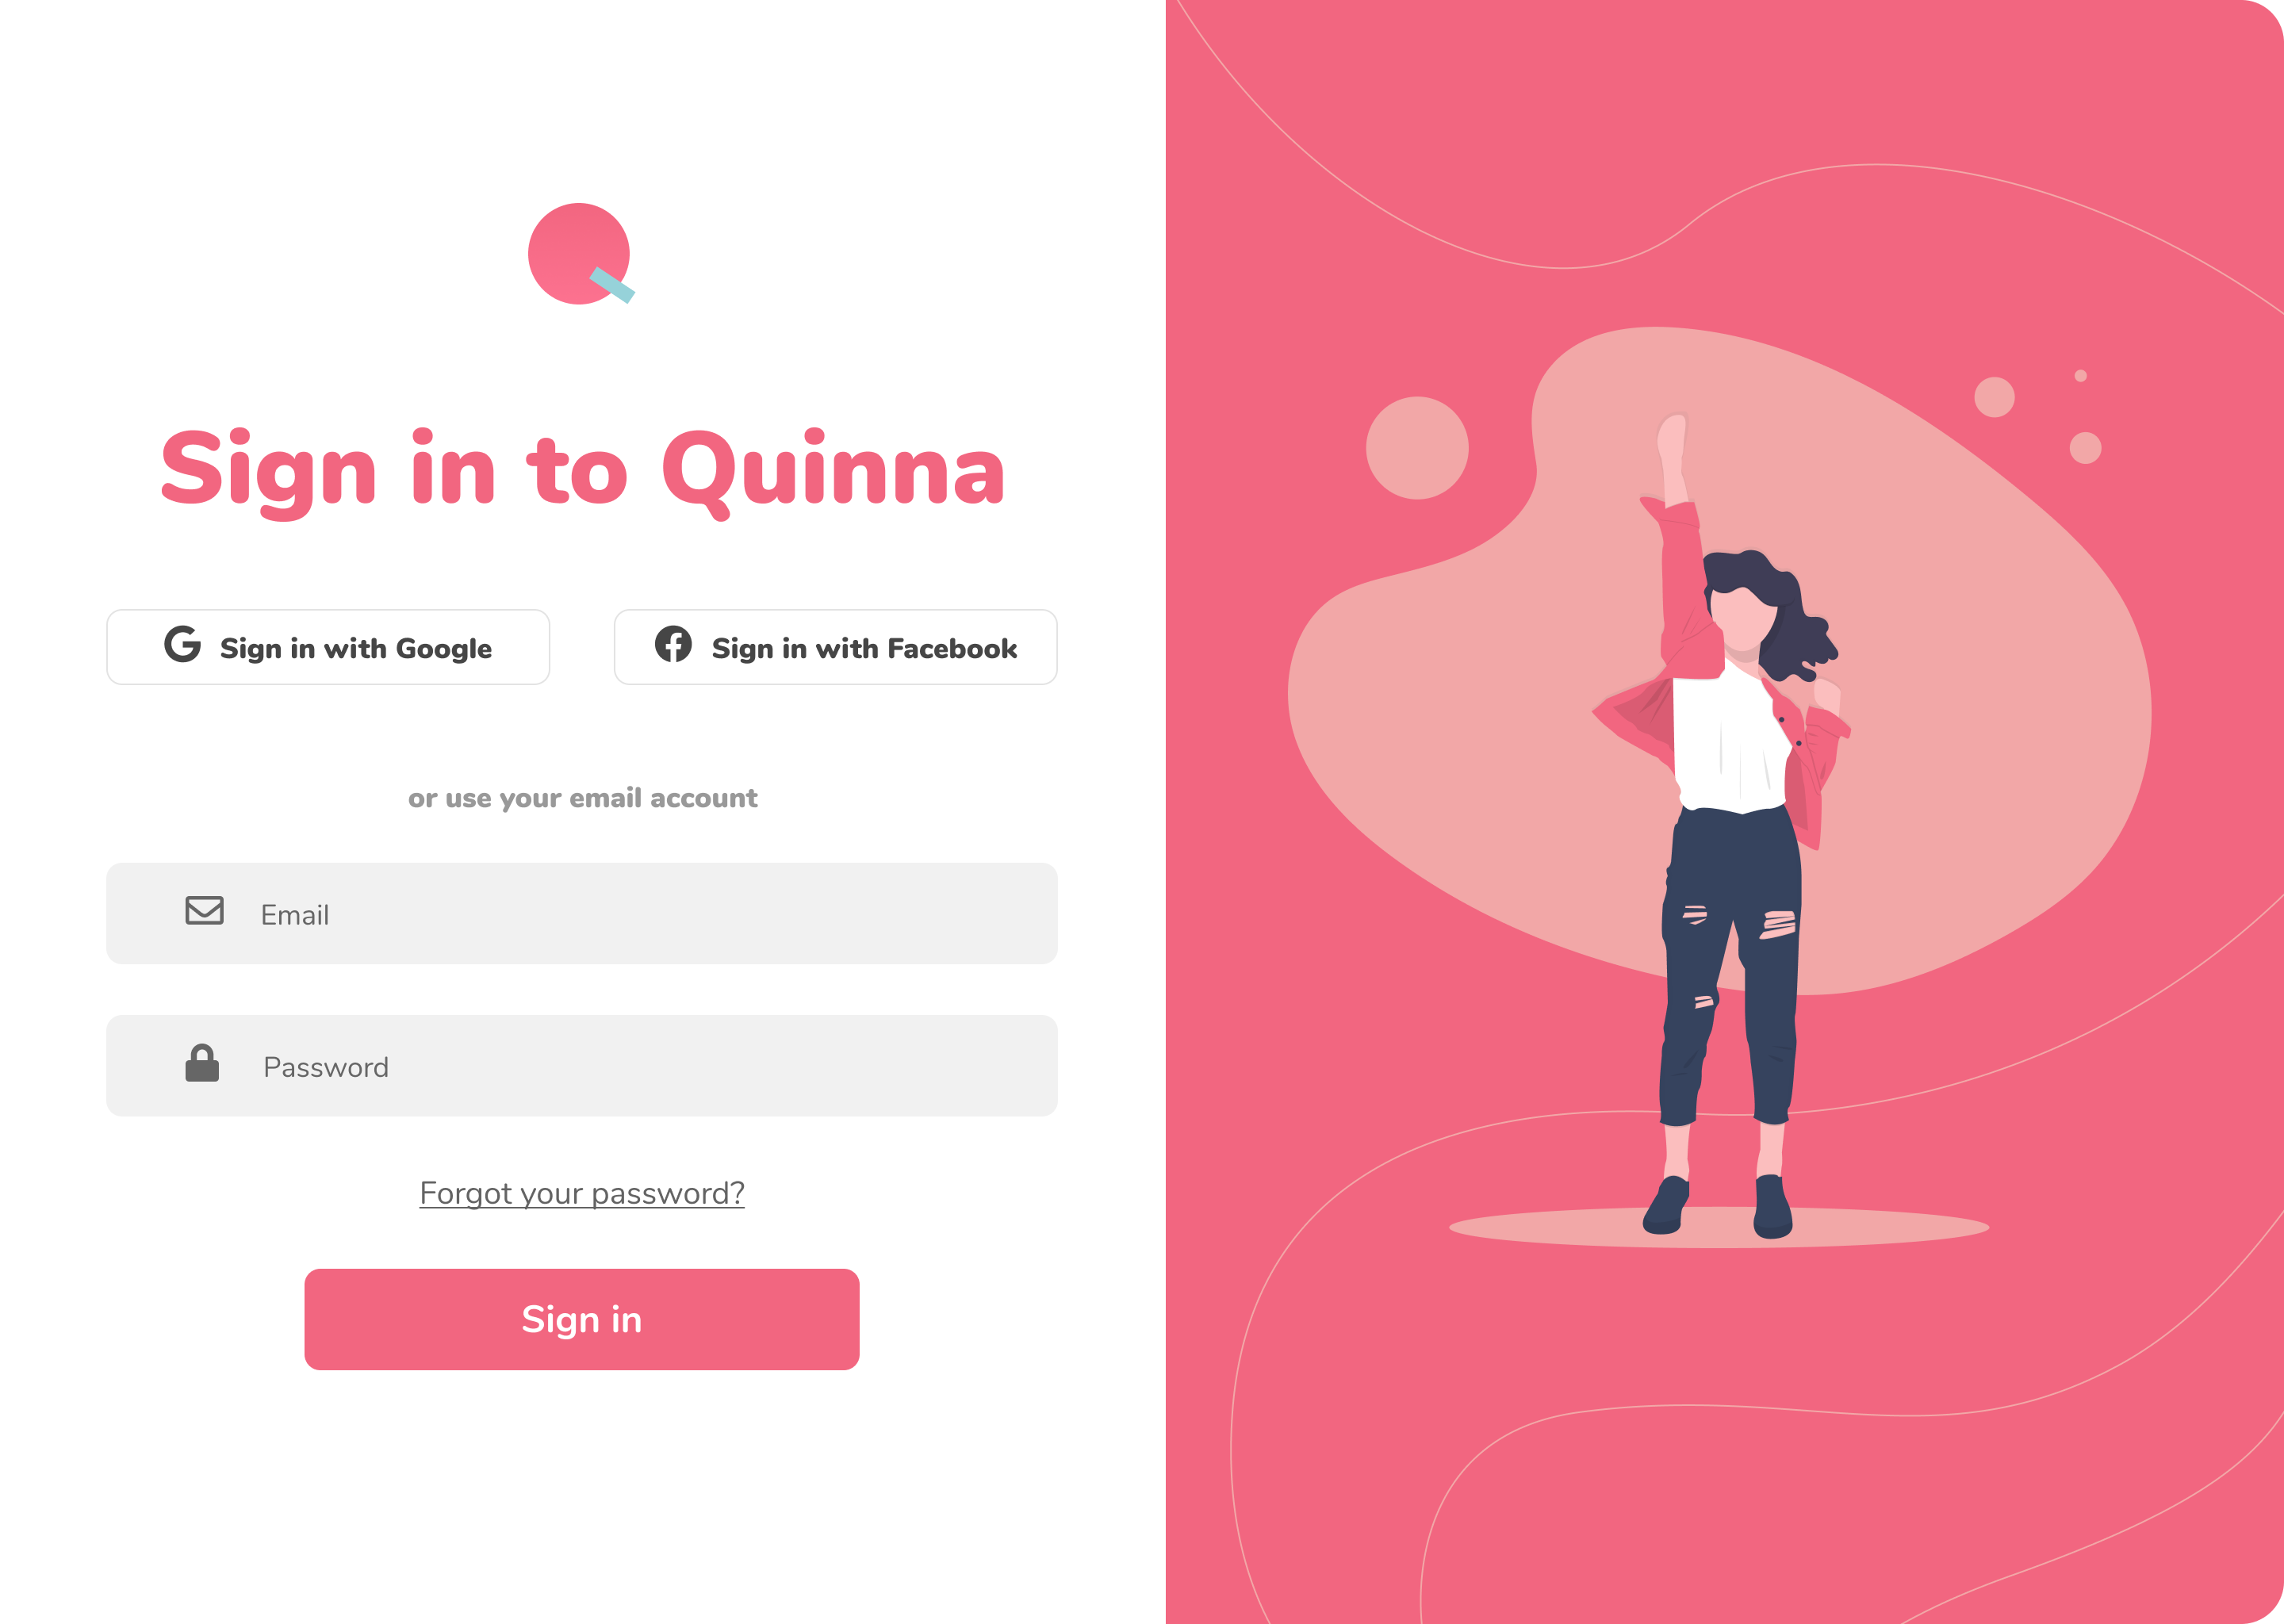 Sign in to Quinna
Sign in with Google
Sign in with Facebook
or use your email account
Email
Password
Forgot your password?
Sign in